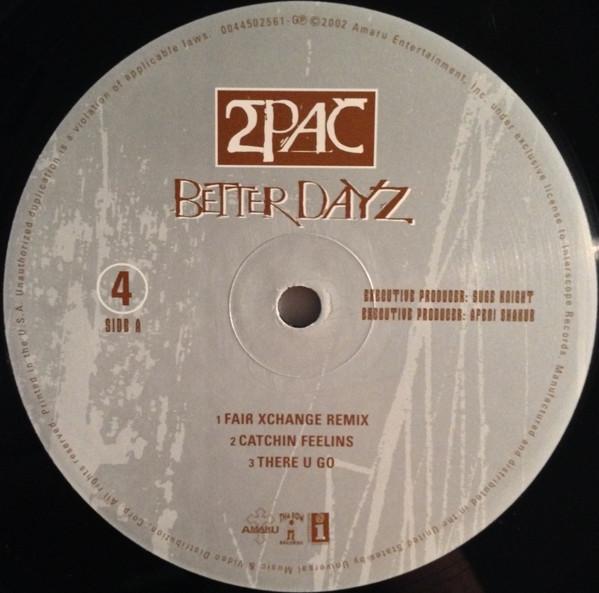 2PAC
BETTER DAYZ
4
SIDE A
EXECUTIVE PRODUCER: SUGE KNIGHT
EXECUTIVE PRODUCER: AFENI SHAKUR
1 FAIR XCHANGE REMIX
2 CATCHIN FEELINS
3 THERE U GO
AMARU
THA ROW
RECORDS
i
0044502561-G ℗©2002 Amaru Entertainment, Inc. under exclusive license to Interscope Records. Manufactured and distributed in the United States by Universal Music & Video Distribution, Corp. All rights reserved. Printed in the U.S.A. Unauthorized duplication is a violation of applicable laws.